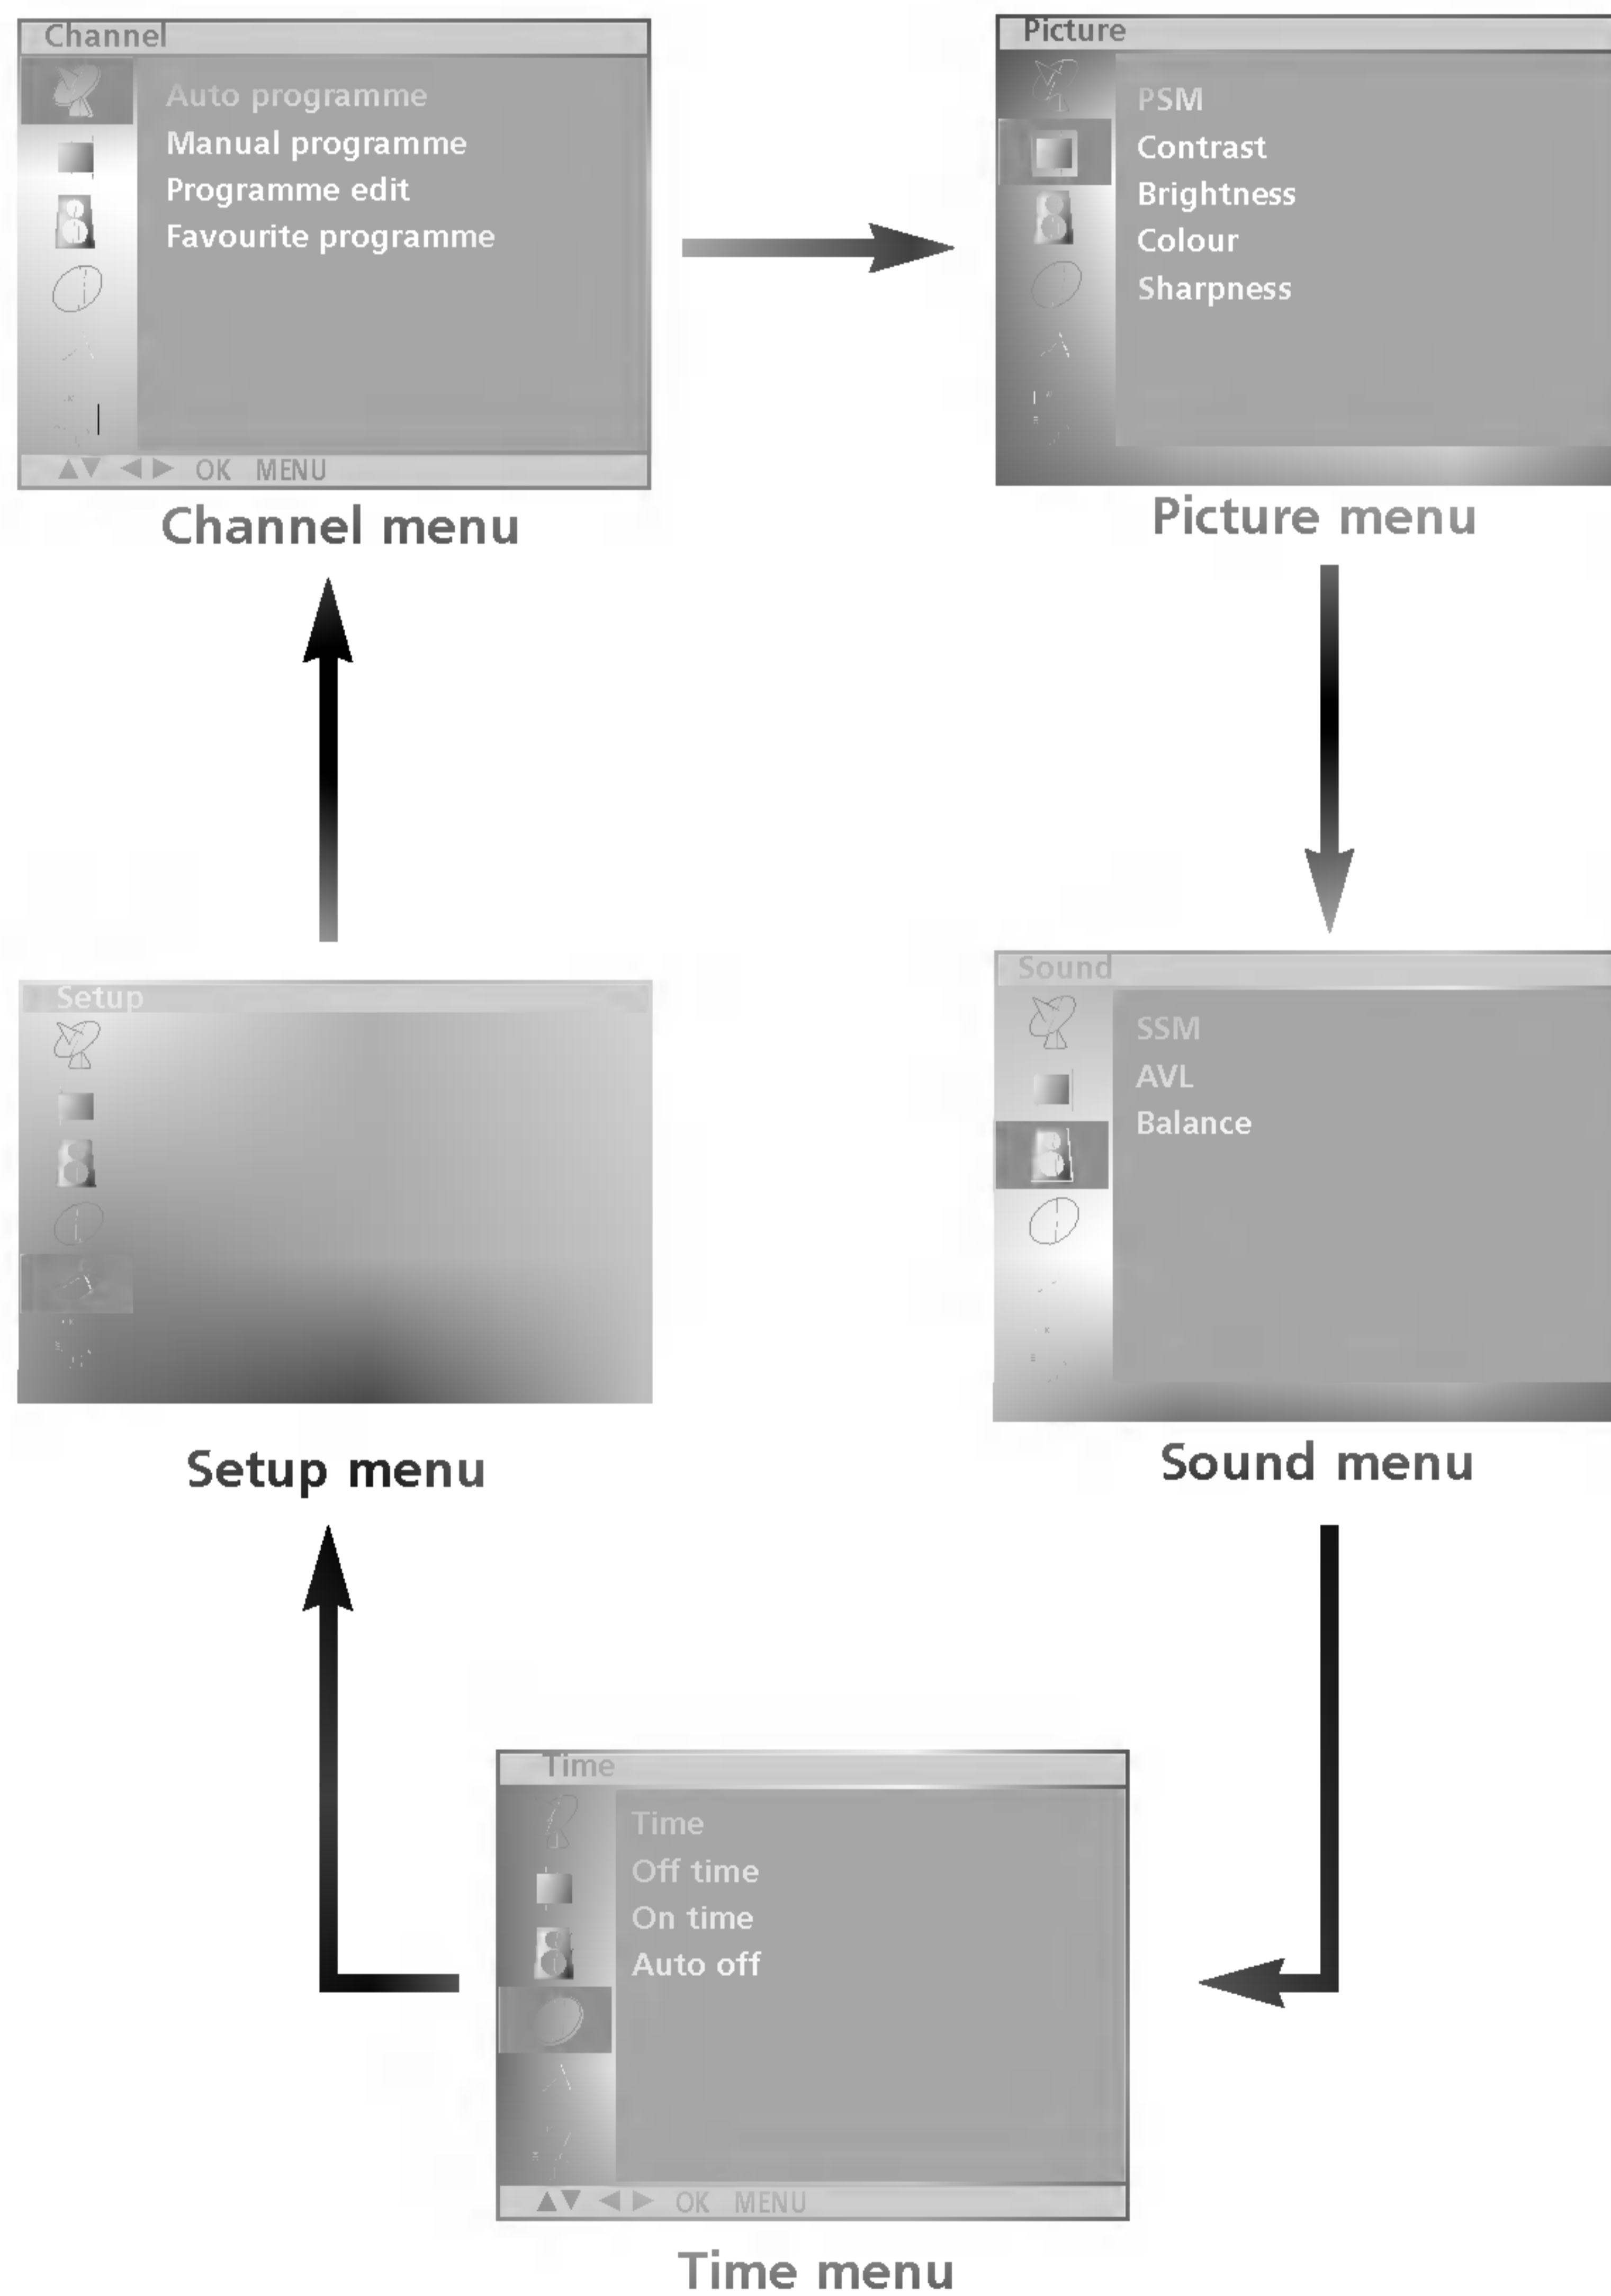 Channel
Auto programme
Manual programme
Programme edit
Favourite programme
▲▼ ◀▶ OK MENU
Channel menu
Picture
PSM
Contrast
Brightness
Colour
Sharpness
Picture menu
Setup
Setup menu
Sound
SSM
AVL
Balance
Sound menu
Time
Time
Off time
On time
Auto off
▲▼ ◀▶ OK MENU
Time menu